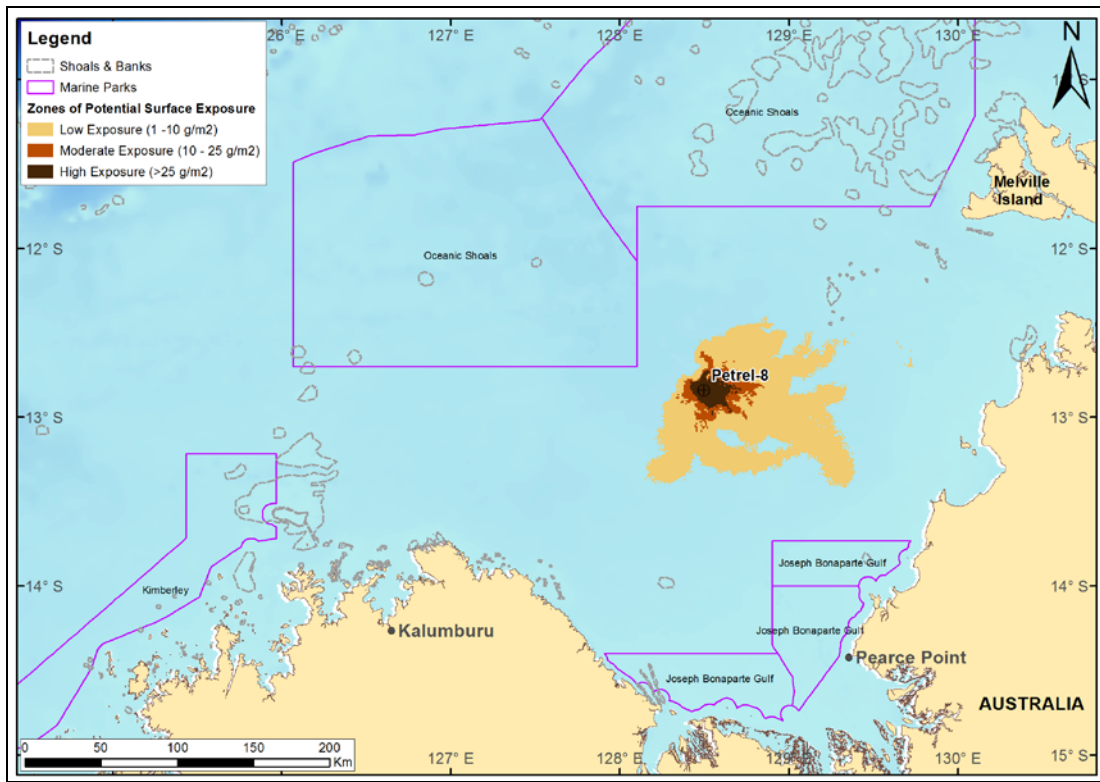 Legend
Shoals & Banks
Marine Parks
Zones of Potential Surface Exposure
Low Exposure (1 -10 g/m2)
Moderate Exposure (10 - 25 g/m2)
High Exposure (>25 g/m2)
26° E
127° E
128° E
129° E
130° E
N
Oceanic Shoals
Melville
Island
12° S
12° S
Oceanic Shoals
Petrel-8
13° S
13° S
Joseph Bonaparte Gulf
14° S
14° S
Kimberley
Kalumburu
Joseph Bonaparte Gulf
Pearce Point
Joseph Bonaparte Gulf
AUSTRALIA
0 50 100 150 200
Km
127° E
128° E
129° E
130° E
15° S